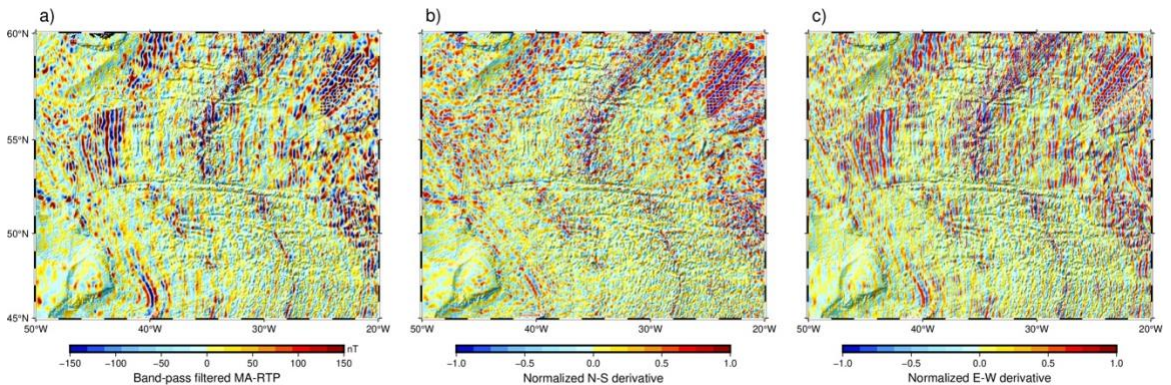 a) b) c)
60°N
55°N
50°N
45°N
50°W 40°W 30°W 20°W 50°W 40°W 30°W 20°W 50°W 40°W 30°W 20°W
nT
−150 −100 −50 0 50 100 150 −1.0 −0.5 0.0 0.5 1.0 −1.0 −0.5 0.0 0.5 1.0
Band-pass filtered MA-RTP Normalized N-S derivative Normalized E-W derivative